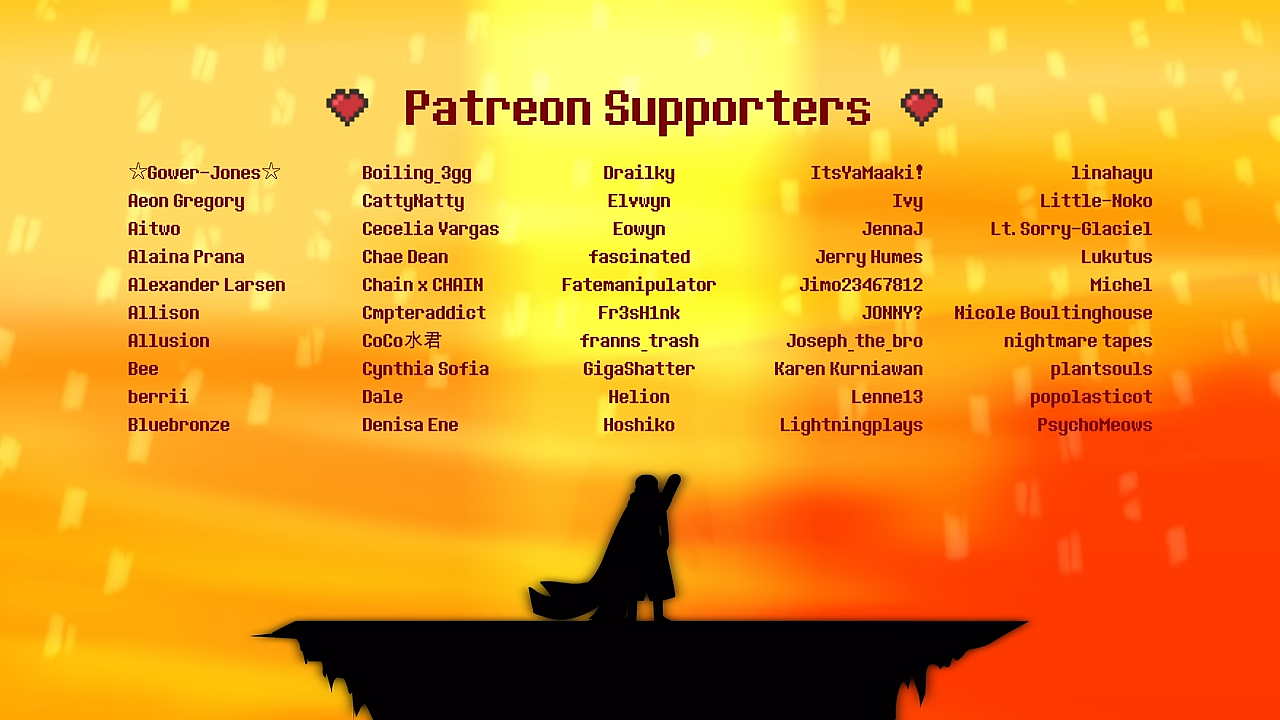 Patreon Supporters
☆Gower-Jones☆
Aeon Gregory
Aitwo
Alaina Prana
Alexander Larsen
Allison
Allusion
Bee
berrii
Bluebronze
Boiling_3gg
CattyNatty
Cecelia Vargas
Chae Dean
Chain x CHAIN
Cmpteraddict
CoCo水君
Cynthia Sofia
Dale
Denisa Ene
Drailky
Elvwyn
Eowyn
fascinated
Fatemanipulator
Fr3sH1nk
franns_trash
GigaShatter
Helion
Hoshiko
ItsYaMaaki!
Ivy
JennaJ
Jerry Humes
Jimo23467812
JONNY?
Joseph_the_bro
Karen Kurniawan
Lenne13
Lightningplays
linahayu
Little-Noko
Lt. Sorry-Glaciel
Lukutus
Michel
Nicole Boultinghouse
nightmare tapes
plantsouls
popolasticot
PsychoMeows